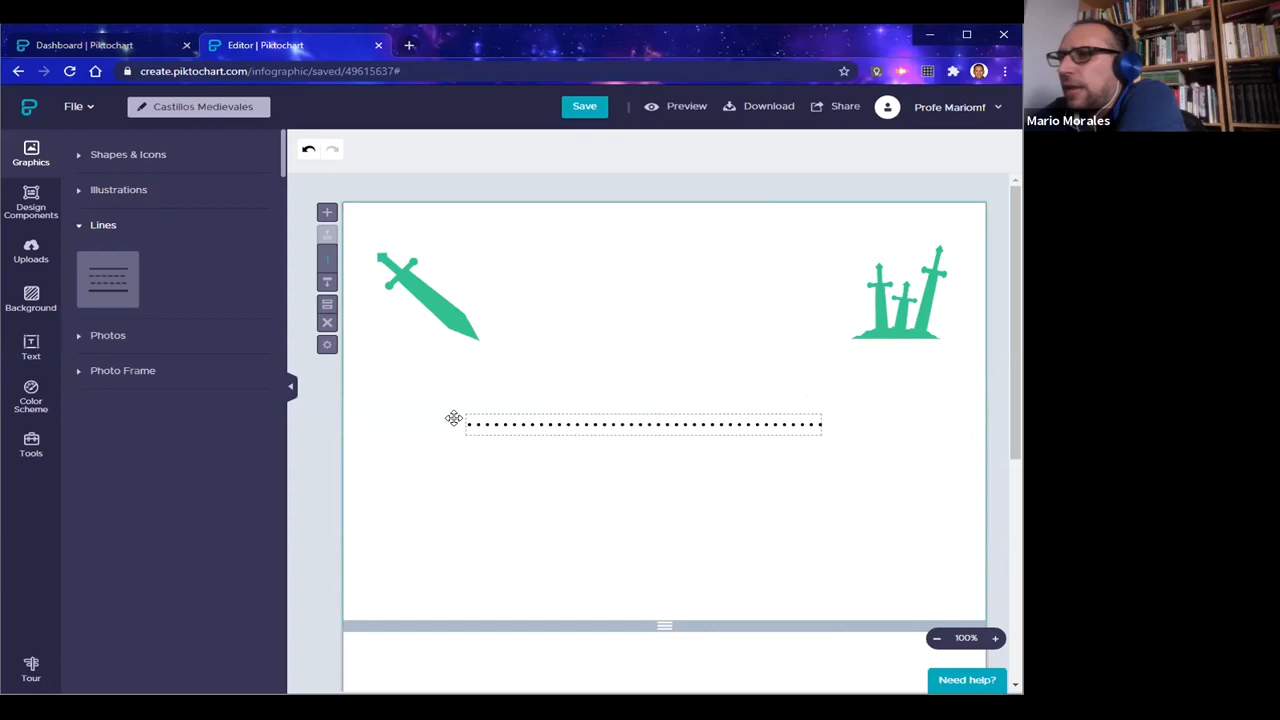 Dashboard | Piktochart
Editor | Piktochart
create.piktochart.com/infographic/saved/49615637#
File
Castillos Medievales
Save
Preview
Download
Share
Profe Mariomf
Mario Morales
Graphics
Design
Components
Uploads
Background
Text
Color
Scheme
Tools
Tour
Shapes & Icons
Illustrations
Lines
Photos
Photo Frame
1
100%
Need help?